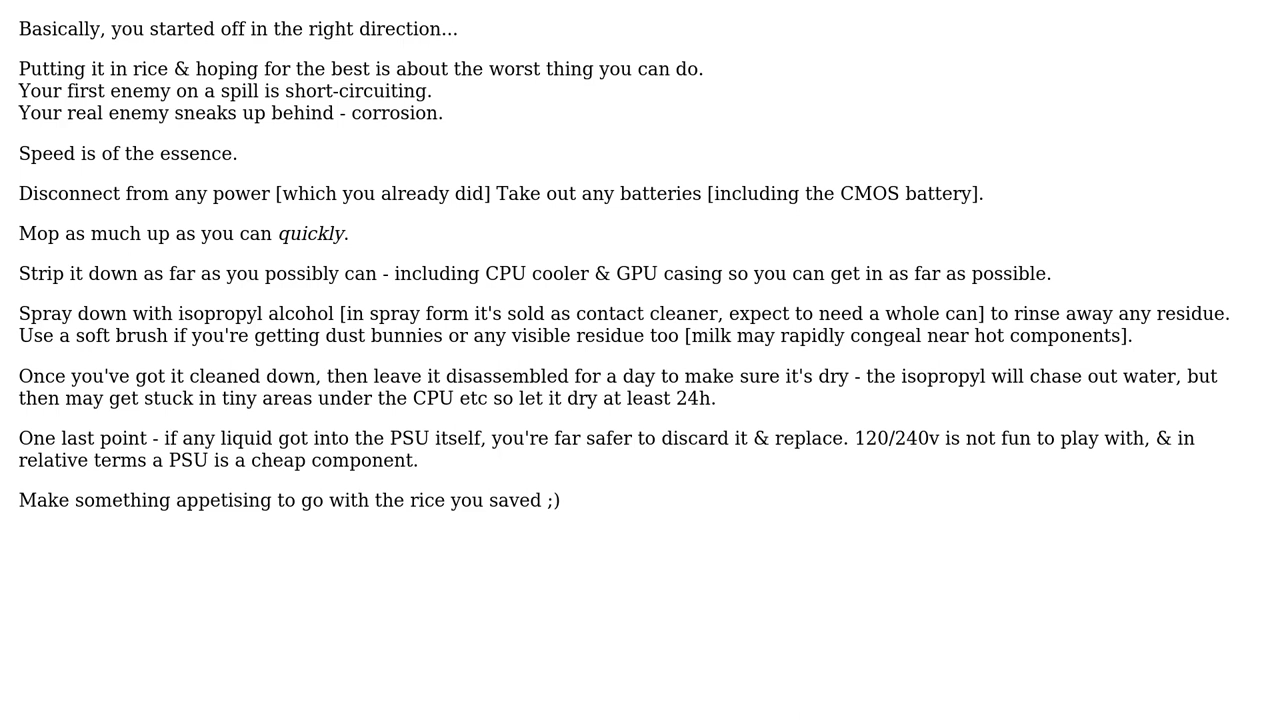 Basically, you started off in the right direction...
Putting it in rice & hoping for the best is about the worst thing you can do.
Your first enemy on a spill is short-circuiting.
Your real enemy sneaks up behind - corrosion.
Speed is of the essence.
Disconnect from any power [which you already did] Take out any batteries [including the CMOS battery].
Mop as much up as you can quickly.
Strip it down as far as you possibly can - including CPU cooler & GPU casing so you can get in as far as possible.
Spray down with isopropyl alcohol [in spray form it's sold as contact cleaner, expect to need a whole can] to rinse away any residue.
Use a soft brush if you're getting dust bunnies or any visible residue too [milk may rapidly congeal near hot components].
Once you've got it cleaned down, then leave it disassembled for a day to make sure it's dry - the isopropyl will chase out water, but
then may get stuck in tiny areas under the CPU etc so let it dry at least 24h.
One last point - if any liquid got into the PSU itself, you're far safer to discard it & replace. 120/240v is not fun to play with, & in
relative terms a PSU is a cheap component.
Make something appetising to go with the rice you saved ;)